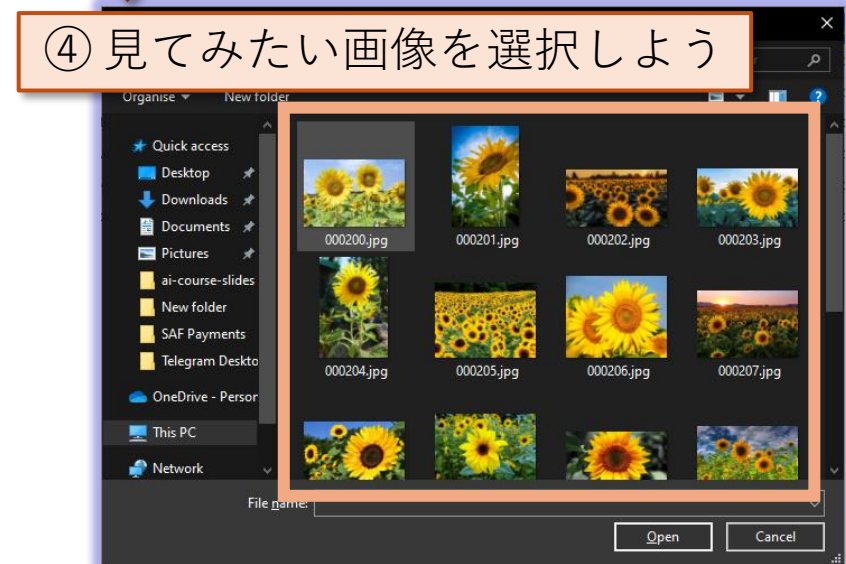 ④ 見てみたい画像を選択しよう
Organise
New folder
Quick access
Desktop
Downloads
Documents
Pictures
ai-course-slides
New folder
SAF Payments
Telegram Deskto
OneDrive - Person
This PC
Network
000200.jpg
000201.jpg
000202.jpg
000203.jpg
000204.jpg
000205.jpg
000206.jpg
000207.jpg
File name:
Open
Cancel